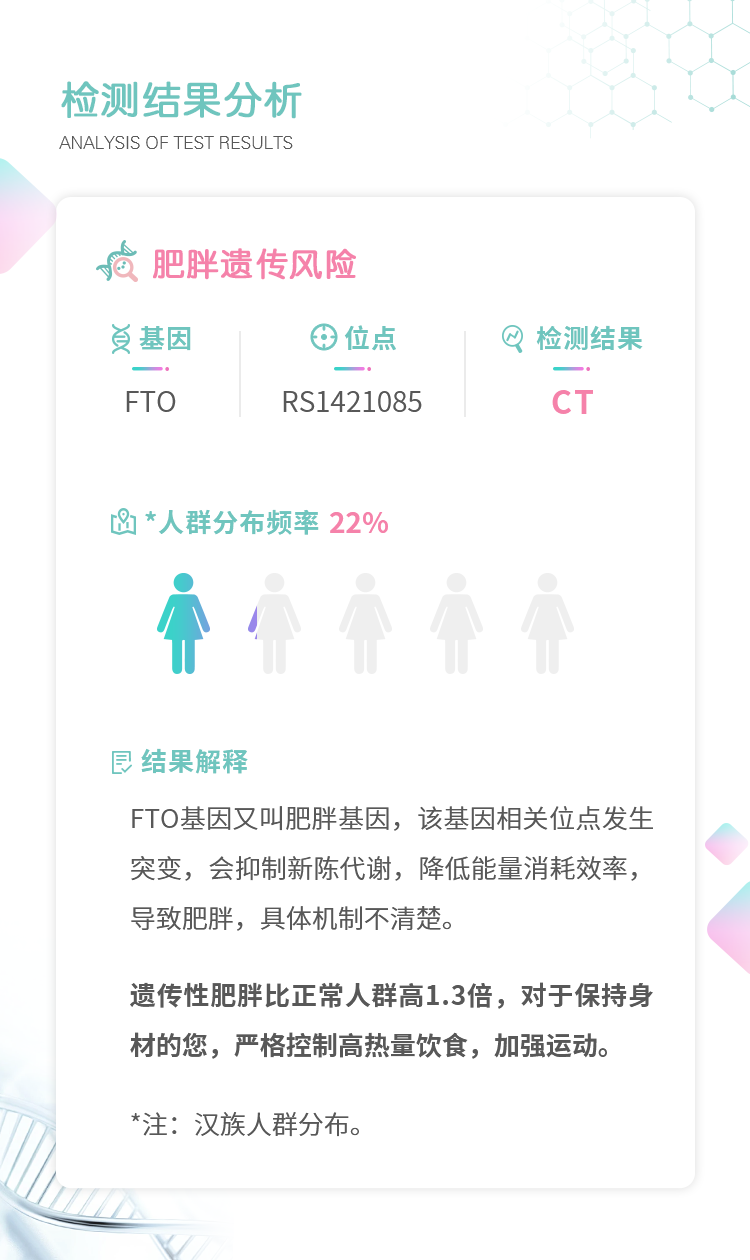 检测结果分析
ANALYSIS OF TEST RESULTS
肥胖遗传风险
基因
位点
检测结果
FTO
RS1421085
CT
*人群分布频率 22%
结果解释
FTO基因又叫肥胖基因，该基因相关位点发生
突变，会抑制新陈代谢，降低能量消耗效率，
导致肥胖，具体机制不清楚。
遗传性肥胖比正常人群高1.3倍，对于保持身
材的您，严格控制高热量饮食，加强运动。
*注：汉族人群分布。